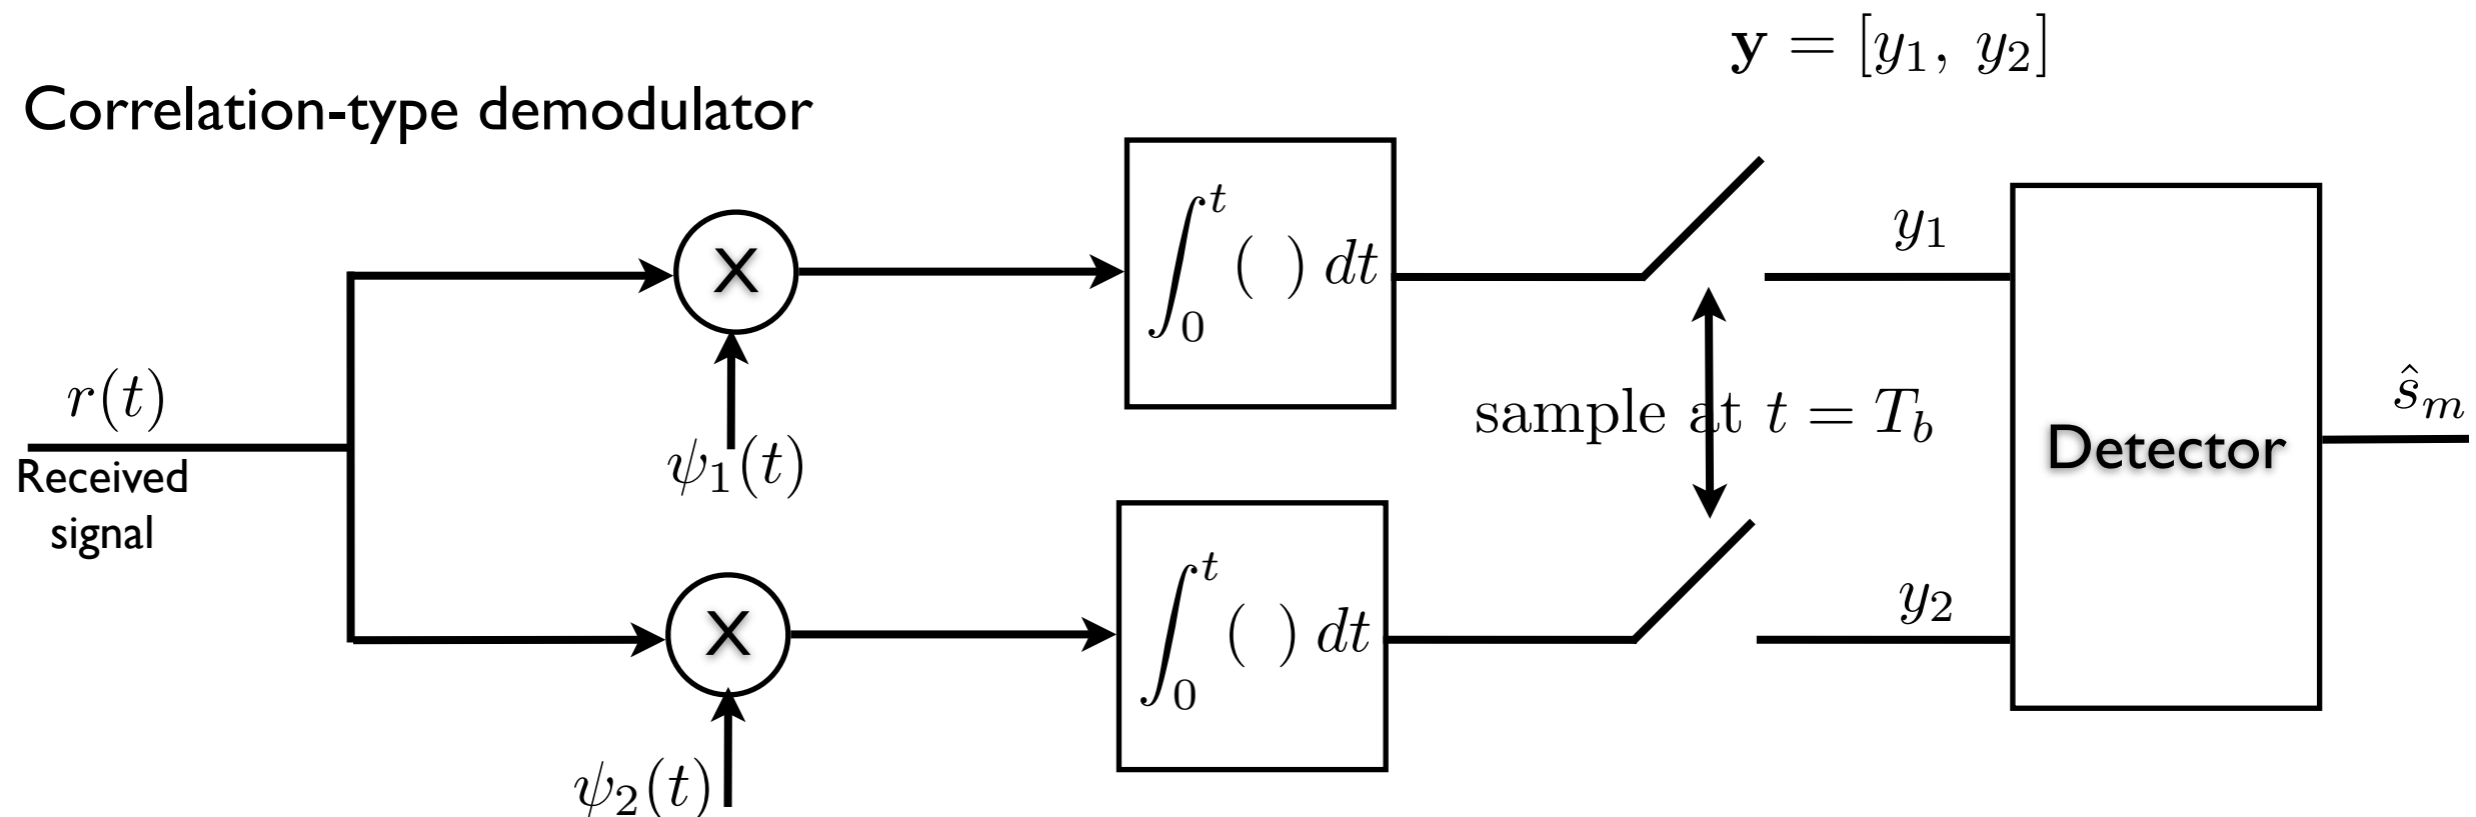 𝐲 = [y₁, y₂]
Correlation-type demodulator
X
∫₀ᵗ ( ) dt
y₁
r(t)
Received
signal
ψ₁(t)
sample at t = T_b
Detector
ŝₘ
X
∫₀ᵗ ( ) dt
y₂
ψ₂(t)